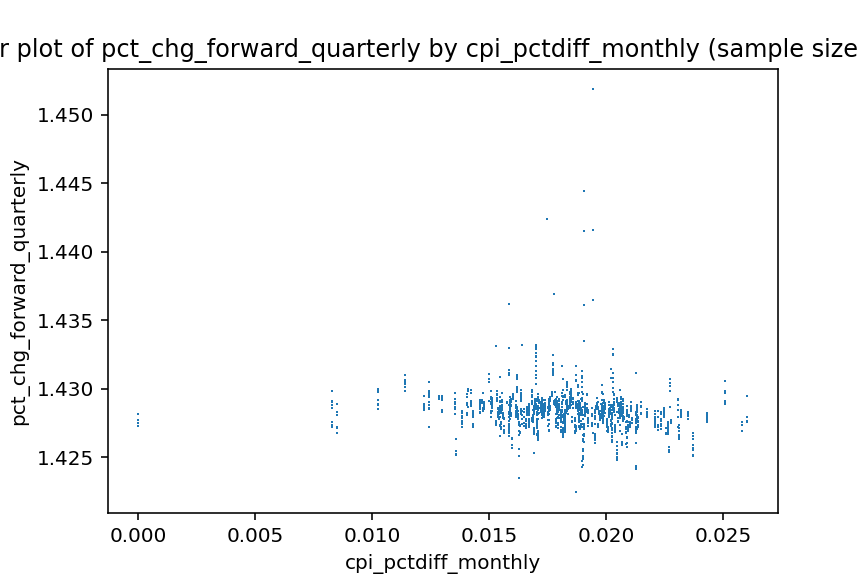 r plot of pct_chg_forward_quarterly by cpi_pctdiff_monthly (sample size
1.450
1.445
1.440
1.435
1.430
1.425
pct_chg_forward_quarterly
0.000 0.005 0.010 0.015 0.020 0.025
cpi_pctdiff_monthly